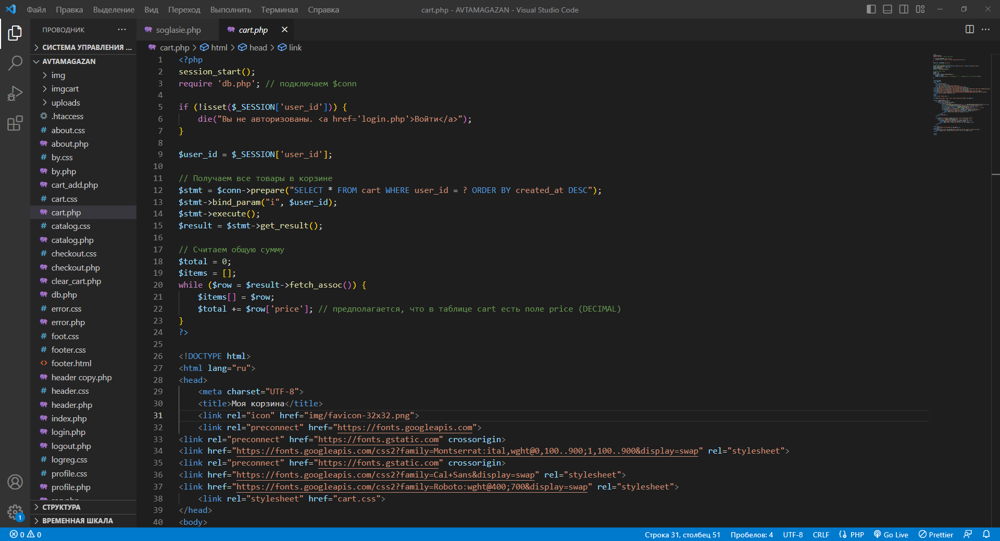 Файл Правка Выделение Вид Переход Выполнить Терминал Справка
cart.php - AVTAMAGAZAN - Visual Studio Code
ПРОВОДНИК
СИСТЕМА УПРАВЛЕНИЯ ...
AVTAMAGAZAN
img
imgcart
uploads
.htaccess
about.css
about.php
by.css
by.php
cart_add.php
cart.css
cart.php
catalog.css
catalog.php
checkout.css
checkout.php
clear_cart.php
db.php
error.css
error.php
foot.css
footer.css
footer.html
header copy.php
header.css
header.php
index.php
login.php
logout.php
logreg.css
profile.css
profile.php
СТРУКТУРА
ВРЕМЕННАЯ ШКАЛА
soglasie.php
cart.php
cart.php > html > head > link
1 <?php
2 session_start();
3 require 'db.php'; // подключаем $conn
4
5 if (!isset($_SESSION['user_id'])) {
6     die("Вы не авторизованы. <a href='login.php'>Войти</a>");
7 }
8
9 $user_id = $_SESSION['user_id'];
10
11 // Получаем все товары в корзине
12 $stmt = $conn->prepare("SELECT * FROM cart WHERE user_id = ? ORDER BY created_at DESC");
13 $stmt->bind_param("i", $user_id);
14 $stmt->execute();
15 $result = $stmt->get_result();
16
17 // Считаем общую сумму
18 $total = 0;
19 $items = [];
20 while ($row = $result->fetch_assoc()) {
21     $items[] = $row;
22     $total += $row['price']; // предполагается, что в таблице cart есть поле price (DECIMAL)
23 }
24 ?>
25
26 <!DOCTYPE html>
27 <html lang="ru">
28 <head>
29     <meta charset="UTF-8">
30     <title>Моя корзина</title>
31     <link rel="icon" href="img/favicon-32x32.png">
32     <link rel="preconnect" href="https://fonts.googleapis.com">
33 <link rel="preconnect" href="https://fonts.gstatic.com" crossorigin>
34 <link href="https://fonts.googleapis.com/css2?family=Montserrat:ital,wght@0,100..900;1,100..900&display=swap" rel="stylesheet">
35 <link rel="preconnect" href="https://fonts.gstatic.com" crossorigin>
36 <link href="https://fonts.googleapis.com/css2?family=Cal+Sans&display=swap" rel="stylesheet">
37 <link href="https://fonts.googleapis.com/css2?family=Roboto:wght@400;700&display=swap" rel="stylesheet">
38     <link rel="stylesheet" href="cart.css">
39 </head>
40 <body>
1
0 0
Строка 31, столбец 51 Пробелов: 4 UTF-8 CRLF PHP Go Live Prettier